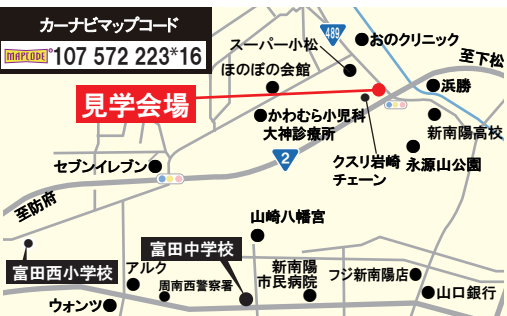 カーナビマップコード
MAPCODE® 107 572 223*16
489
スーパー小松
おのクリニック
至下松
ほのぼの会館
浜勝
見学会場
かわむら小児科
大神診療所
新南陽高校
2
クスリ岩崎
チェーン
永源山公園
セブンイレブン
至防府
山崎八幡宮
富田中学校
富田西小学校
アルク
周南西警察署
新南陽
市民病院
フジ新南陽店
ウォンツ
山口銀行